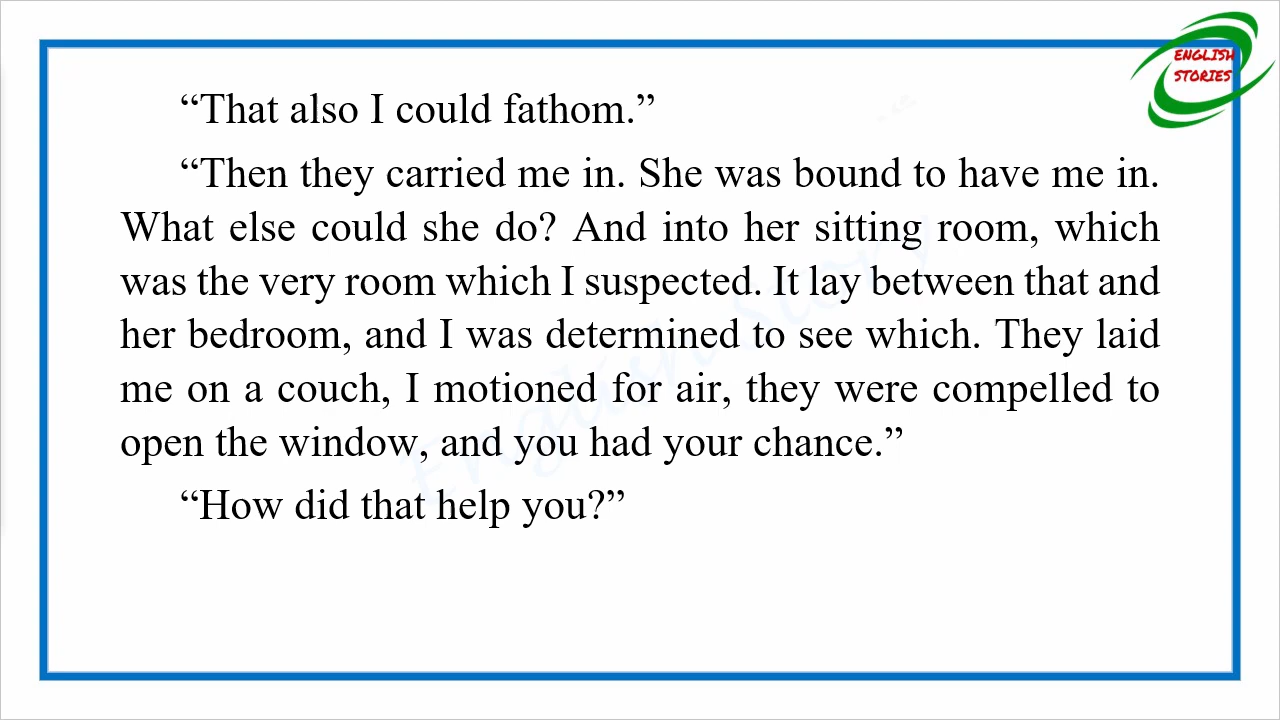 ENGLISH
STORIES
“That also I could fathom.”
“Then they carried me in. She was bound to have me in.
What else could she do? And into her sitting room, which
was the very room which I suspected. It lay between that and
her bedroom, and I was determined to see which. They laid
me on a couch, I motioned for air, they were compelled to
open the window, and you had your chance.”
“How did that help you?”